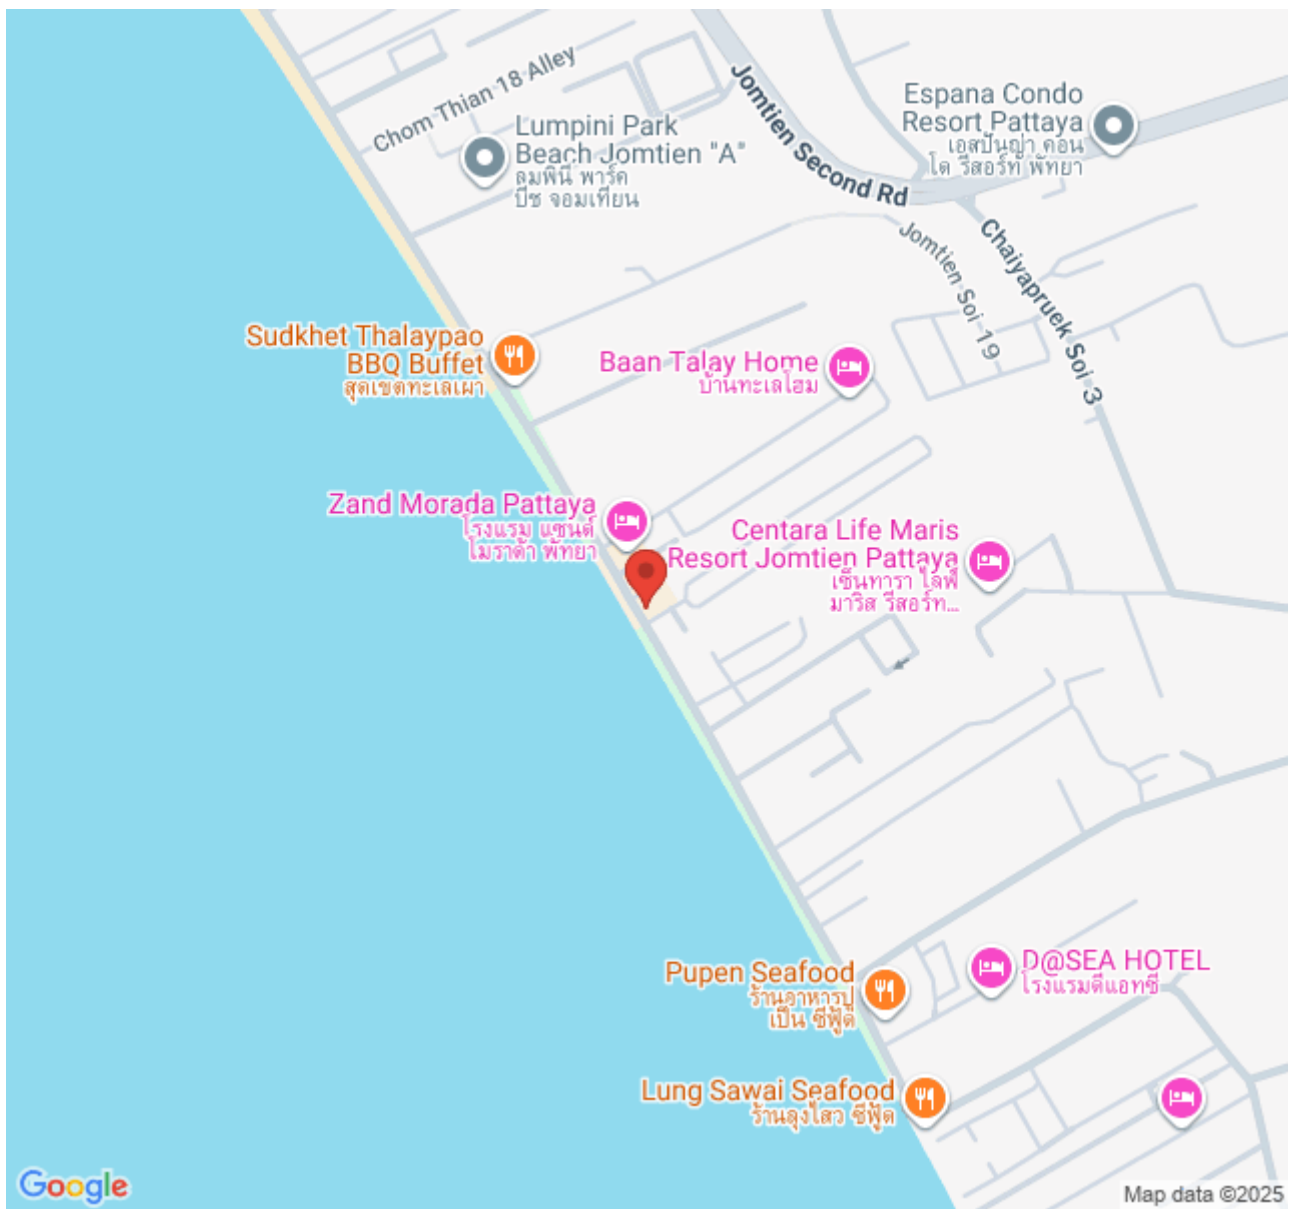 Chom Thian 18 Alley
Jomtien Second Rd
Espana Condo
Resort Pattaya
เอสปันญ่า คอน
โด รีสอร์ท พัทยา
Lumpini Park
Beach Jomtien "A"
ลุมพินี พาร์ค
บีช จอมเทียน
Jomtien Soi 19
Chaiyapruek Soi 3
Sudkhet Thalaypao
BBQ Buffet
สุดเขตทะเลเผา
Baan Talay Home
บ้านทะเลโฮม
Zand Morada Pattaya
โรงแรม แซนด์
โมราด้า พัทยา
Centara Life Maris
Resort Jomtien Pattaya
เซ็นทารา ไลฟ์
มาริส รีสอร์ท...
Pupen Seafood
ร้านอาหารปู
เป็น ซีฟู้ด
D@SEA HOTEL
โรงแรมดีแอทซี
Lung Sawai Seafood
ร้านลุงไสว ซีฟู้ด
Google
Map data ©2025